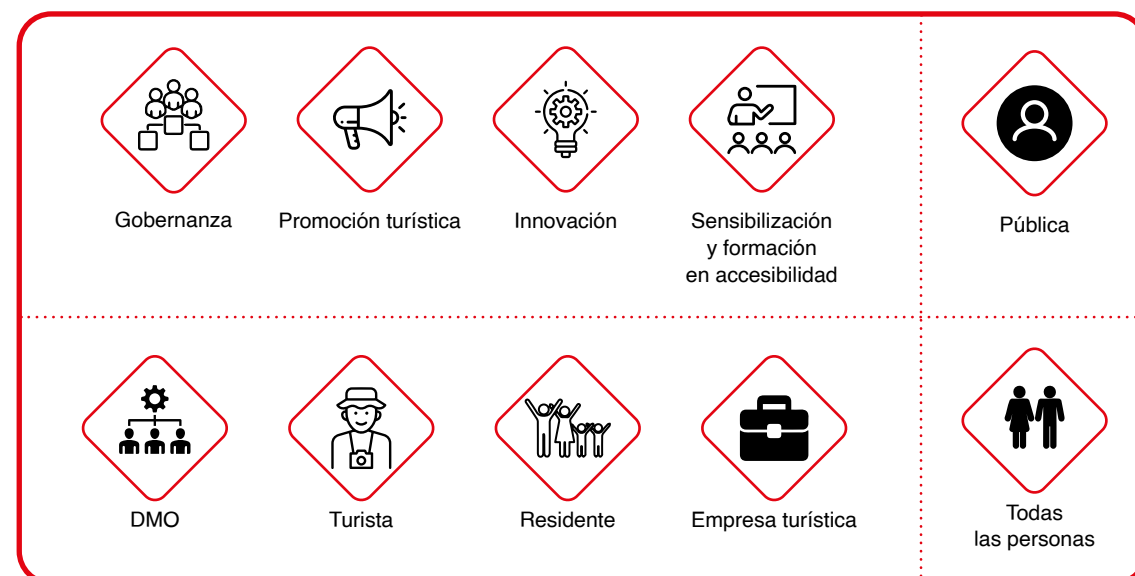 Gobernanza
Promoción turística
Innovación
Sensibilización
y formación
en accesibilidad
Pública
DMO
Turista
Residente
Empresa turística
Todas
las personas